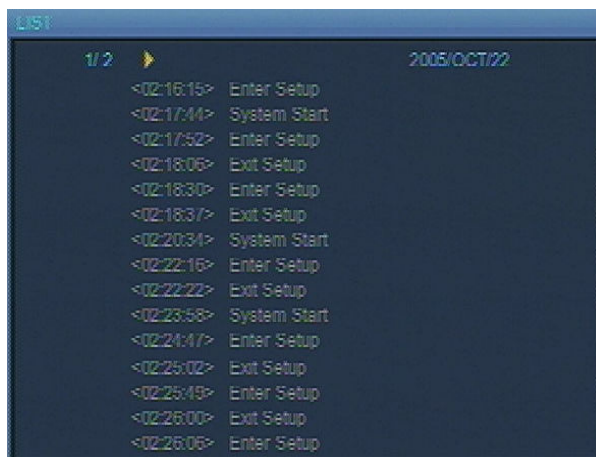 LIST
1/ 2 2005/OCT/22
<02:16:15> Enter Setup
<02:17:44> System Start
<02:17:52> Enter Setup
<02:18:06> Exit Setup
<02:18:30> Enter Setup
<02:18:37> Exit Setup
<02:20:34> System Start
<02:22:16> Enter Setup
<02:22:22> Exit Setup
<02:23:58> System Start
<02:24:47> Enter Setup
<02:25:02> Exit Setup
<02:25:49> Enter Setup
<02:26:00> Exit Setup
<02:26:06> Enter Setup